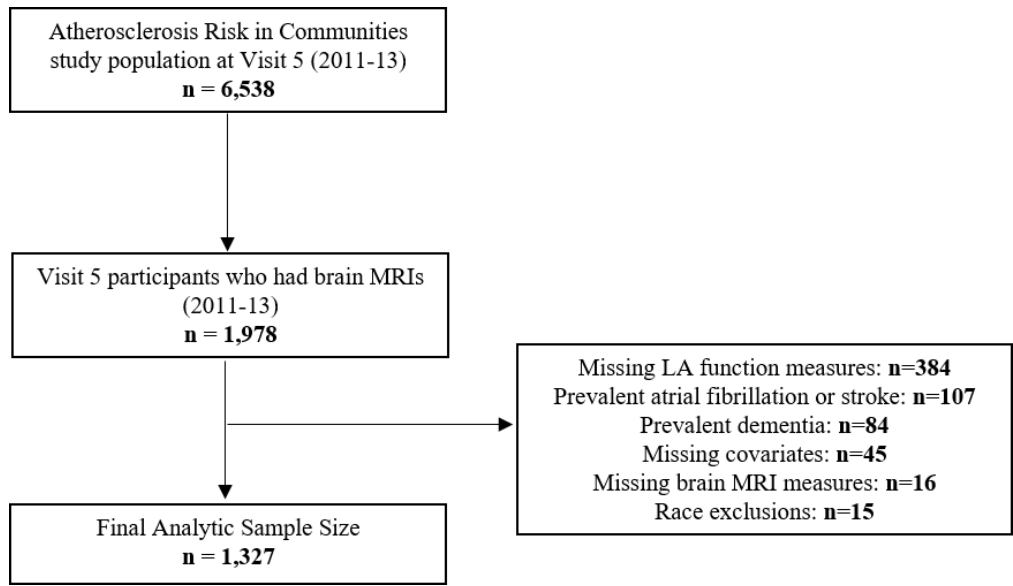 Atherosclerosis Risk in Communities
study population at Visit 5 (2011-13)
n = 6,538
Visit 5 participants who had brain MRIs
(2011-13)
n = 1,978
Missing LA function measures: n=384
Prevalent atrial fibrillation or stroke: n=107
Prevalent dementia: n=84
Missing covariates: n=45
Missing brain MRI measures: n=16
Race exclusions: n=15
Final Analytic Sample Size
n = 1,327